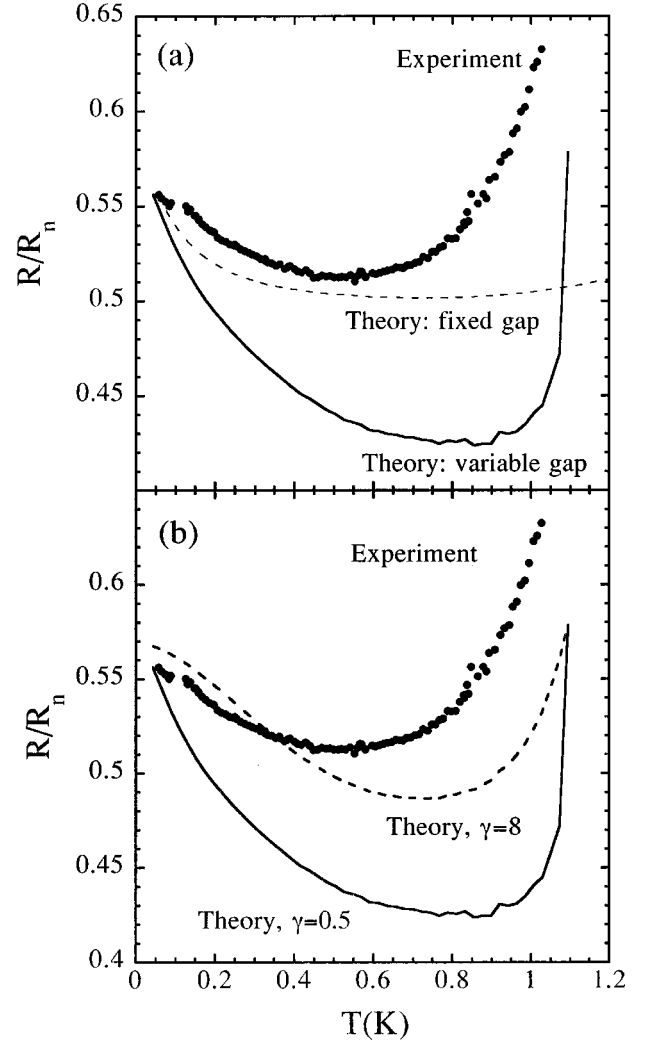 0.65
(a)
Experiment
0.6
0.55
R/Rn
0.5
Theory: fixed gap
0.45
Theory: variable gap
(b)
Experiment
0.6
0.55
R/Rn
0.5
Theory, γ=8
0.45
Theory, γ=0.5
0.4
0 0.2 0.4 0.6 0.8 1 1.2
T(K)